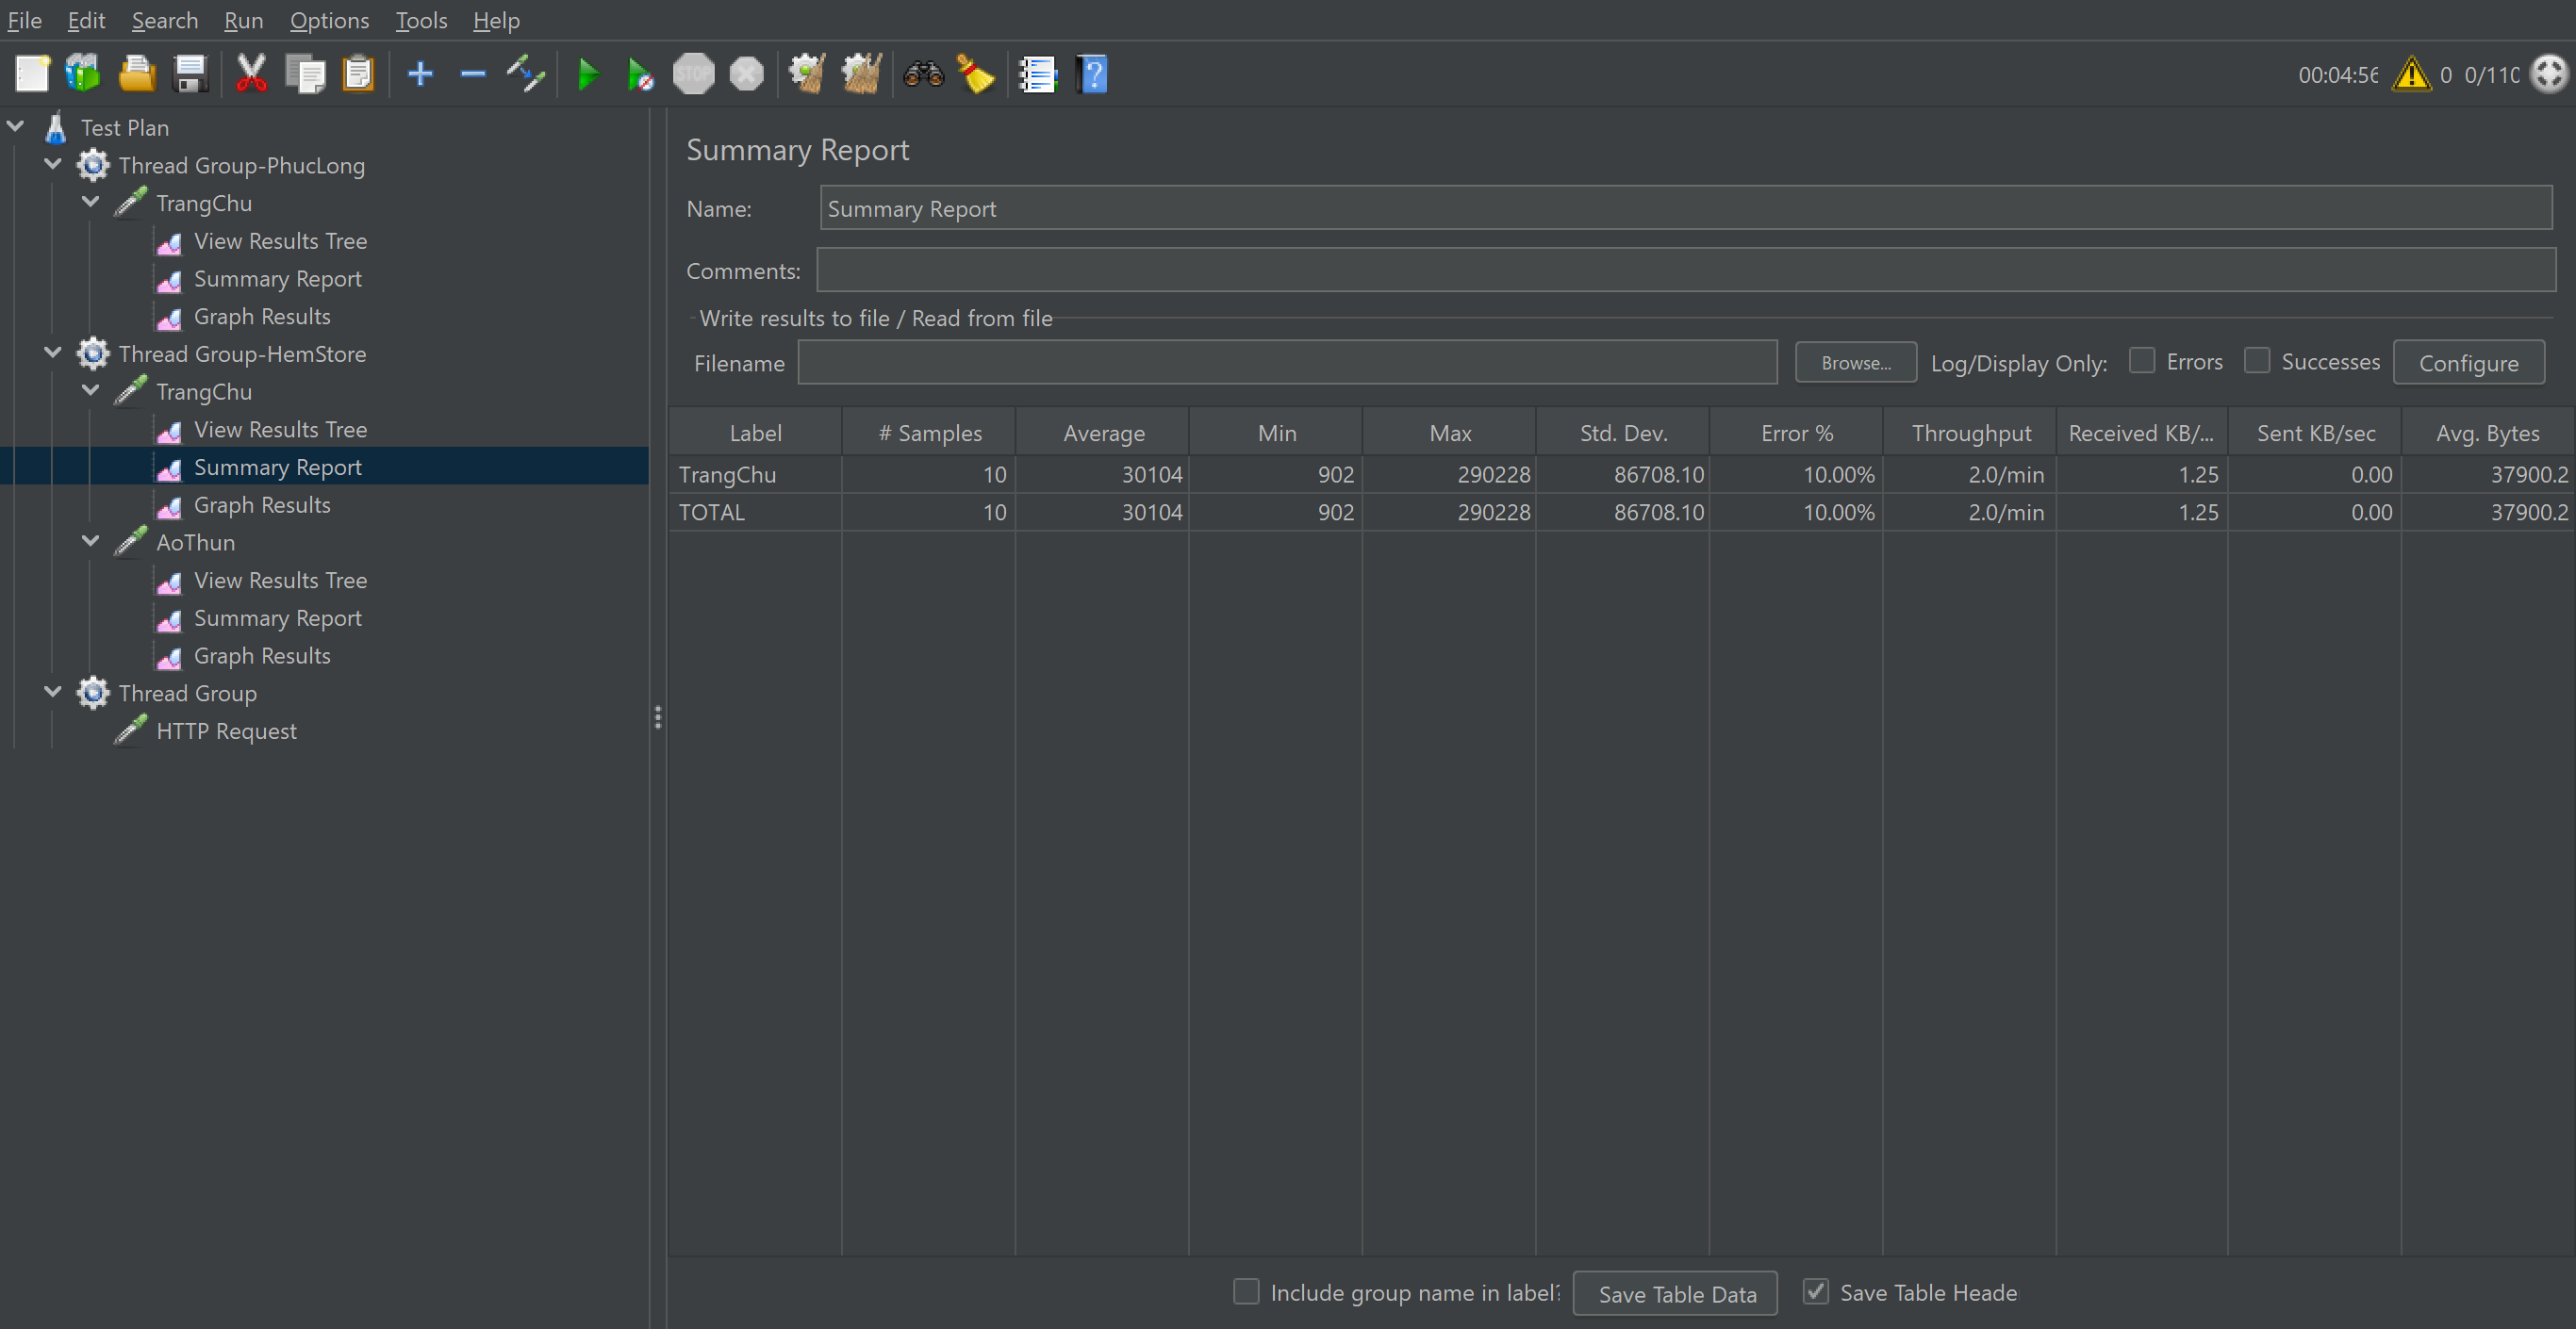 File Edit Search Run Options Tools Help
STOP
00:04:56 0 0/110
Test Plan
Thread Group-PhucLong
TrangChu
View Results Tree
Summary Report
Graph Results
Thread Group-HemStore
TrangChu
View Results Tree
Summary Report
Graph Results
AoThun
View Results Tree
Summary Report
Graph Results
Thread Group
HTTP Request
Summary Report
Name: Summary Report
Comments:
Write results to file / Read from file
Filename Browse... Log/Display Only: Errors Successes Configure
Label # Samples Average Min Max Std. Dev. Error % Throughput Received KB/... Sent KB/sec Avg. Bytes
TrangChu 10 30104 902 290228 86708.10 10.00% 2.0/min 1.25 0.00 37900.2
TOTAL 10 30104 902 290228 86708.10 10.00% 2.0/min 1.25 0.00 37900.2
Include group name in label? Save Table Data Save Table Heade